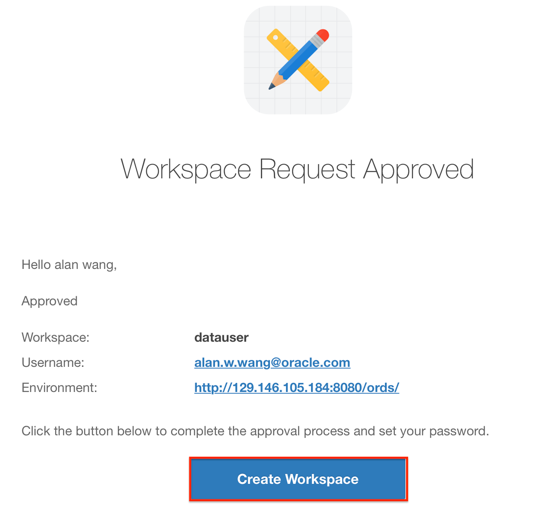 Workspace Request Approved
Hello alan wang,
Approved
Workspace: datauser
Username: alan.w.wang@oracle.com
Environment: http://129.146.105.184:8080/ords/
Click the button below to complete the approval process and set your password.
Create Workspace